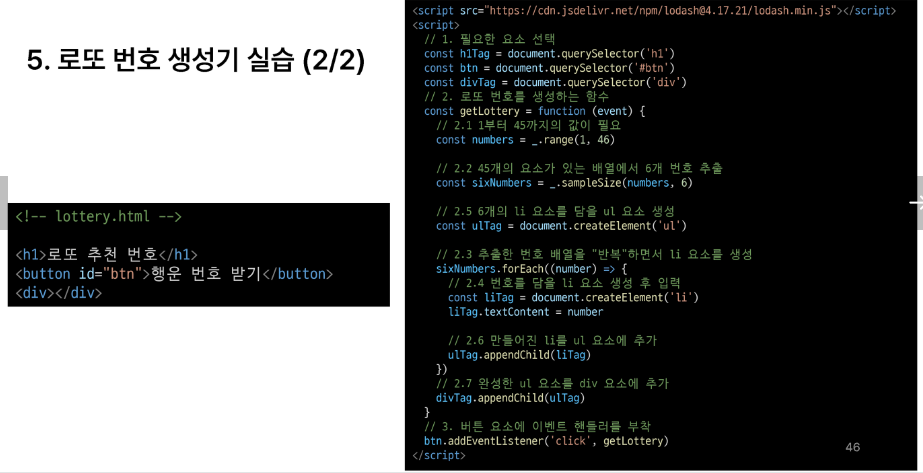 5. 로또 번호 생성기 실습 (2/2)
<!-- lottery.html -->
<h1>로또 추천 번호</h1>
<button id="btn">행운 번호 받기</button>
<div></div>
<script src="https://cdn.jsdelivr.net/npm/lodash@4.17.21/lodash.min.js"></script>
<script>
  // 1. 필요한 요소 선택
  const h1Tag = document.querySelector('h1')
  const btn = document.querySelector('#btn')
  const divTag = document.querySelector('div')
  // 2. 로또 번호를 생성하는 함수
  const getLottery = function (event) {
    // 2.1 1부터 45까지의 값이 필요
    const numbers = _.range(1, 46)
    // 2.2 45개의 요소가 있는 배열에서 6개 번호 추출
    const sixNumbers = _.sampleSize(numbers, 6)
    // 2.5 6개의 li 요소를 담을 ul 요소 생성
    const ulTag = document.createElement('ul')
    // 2.3 추출한 번호 배열을 "반복"하면서 li 요소를 생성
    sixNumbers.forEach((number) => {
      // 2.4 번호를 담을 li 요소 생성 후 입력
      const liTag = document.createElement('li')
      liTag.textContent = number
      // 2.6 만들어진 li를 ul 요소에 추가
      ulTag.appendChild(liTag)
    })
    // 2.7 완성한 ul 요소를 div 요소에 추가
    divTag.appendChild(ulTag)
  }
  // 3. 버튼 요소에 이벤트 핸들러를 부착
  btn.addEventListener('click', getLottery)
</script>
46